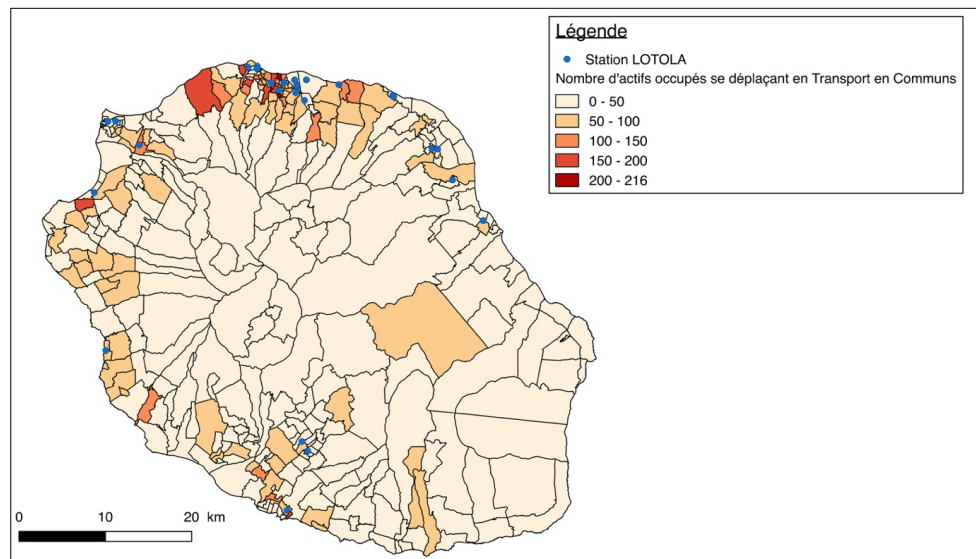 Légende
Station LOTOLA
Nombre d'actifs occupés se déplaçant en Transport en Communs
0 - 50
50 - 100
100 - 150
150 - 200
200 - 216
0 10 20 km